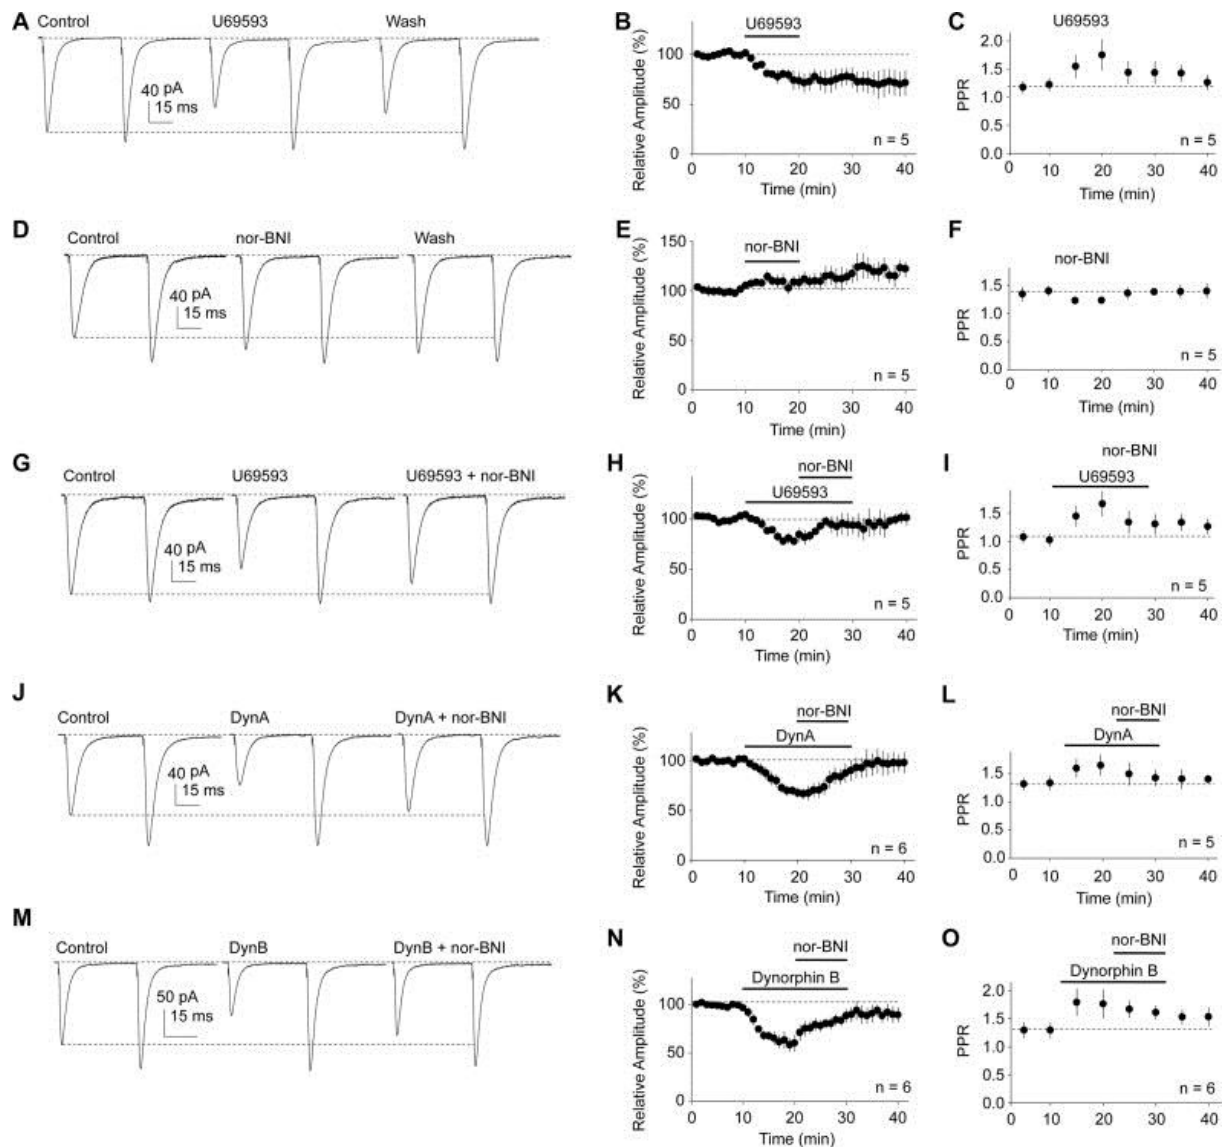 A
Control
U69593
Wash
40 pA
15 ms
B
U69593
Relative Amplitude (%)
100
50
0
n = 5
0 10 20 30 40
Time (min)
C
U69593
PPR
2.0
1.5
1.0
0.5
0.0
n = 5
0 10 20 30 40
Time (min)
D
Control
nor-BNI
Wash
40 pA
15 ms
E
nor-BNI
Relative Amplitude (%)
150
100
100
0
n = 5
0 10 20 30 40
Time (min)
F
nor-BNI
PPR
1.5
1.0
0.5
0.0
n = 5
0 10 20 30 40
Time (min)
G
Control
U69593
U69593 + nor-BNI
40 pA
15 ms
H
nor-BNI
U69593
Relative Amplitude (%)
100
50
0
n = 5
0 10 20 30 40
Time (min)
I
nor-BNI
U69593
PPR
1.5
1.0
0.5
0.0
n = 5
0 10 20 30 40
Time (min)
J
Control
DynA
DynA + nor-BNI
40 pA
15 ms
K
nor-BNI
DynA
Relative Amplitude (%)
100
50
0
n = 6
0 10 20 30 40
Time (min)
L
nor-BNI
DynA
PPR
1.5
1.0
0.5
0.0
n = 5
0 10 20 30 40
Time (min)
M
Control
DynB
DynB + nor-BNI
50 pA
15 ms
N
nor-BNI
Dynorphin B
Relative Amplitude (%)
100
50
0
n = 6
0 10 20 30 40
Time (min)
O
nor-BNI
Dynorphin B
PPR
2.0
1.5
1.0
0.5
0.0
n = 6
0 10 20 30 40
Time (min)